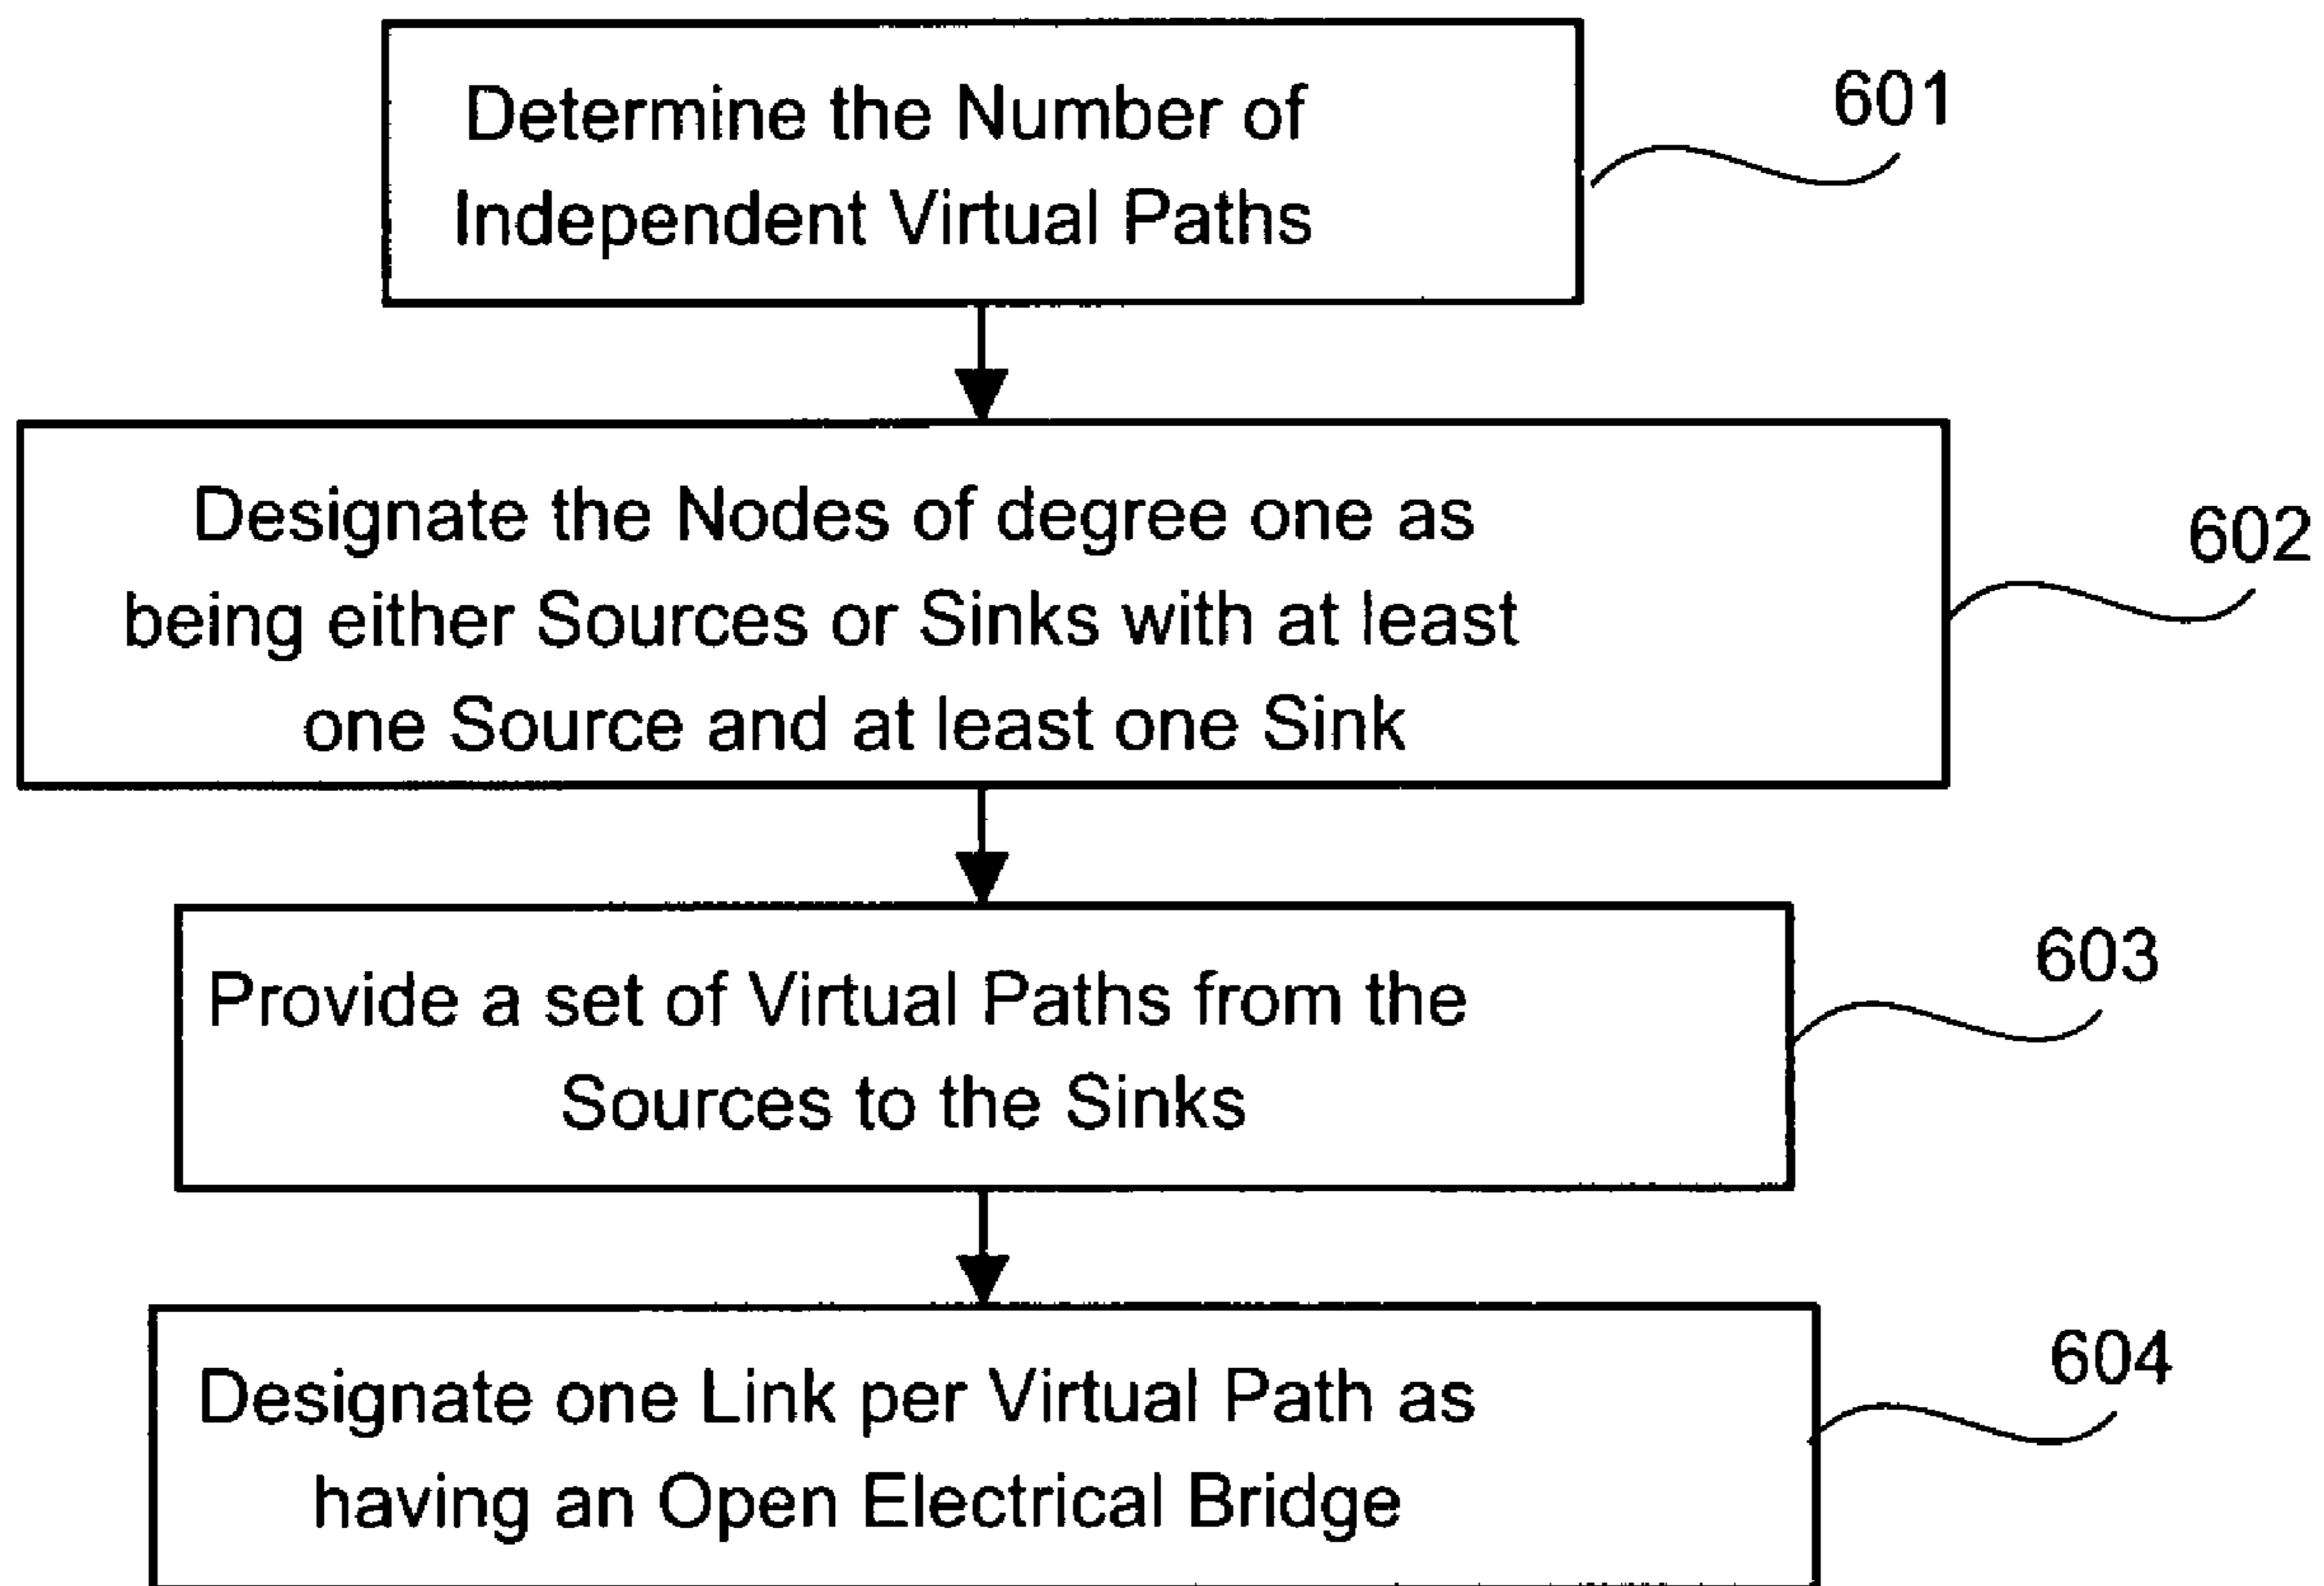 Determine the Number of
Independent Virtual Paths
601
Designate the Nodes of degree one as
being either Sources or Sinks with at least
one Source and at least one Sink
602
Provide a set of Virtual Paths from the
Sources to the Sinks
603
Designate one Link per Virtual Path as
having an Open Electrical Bridge
604